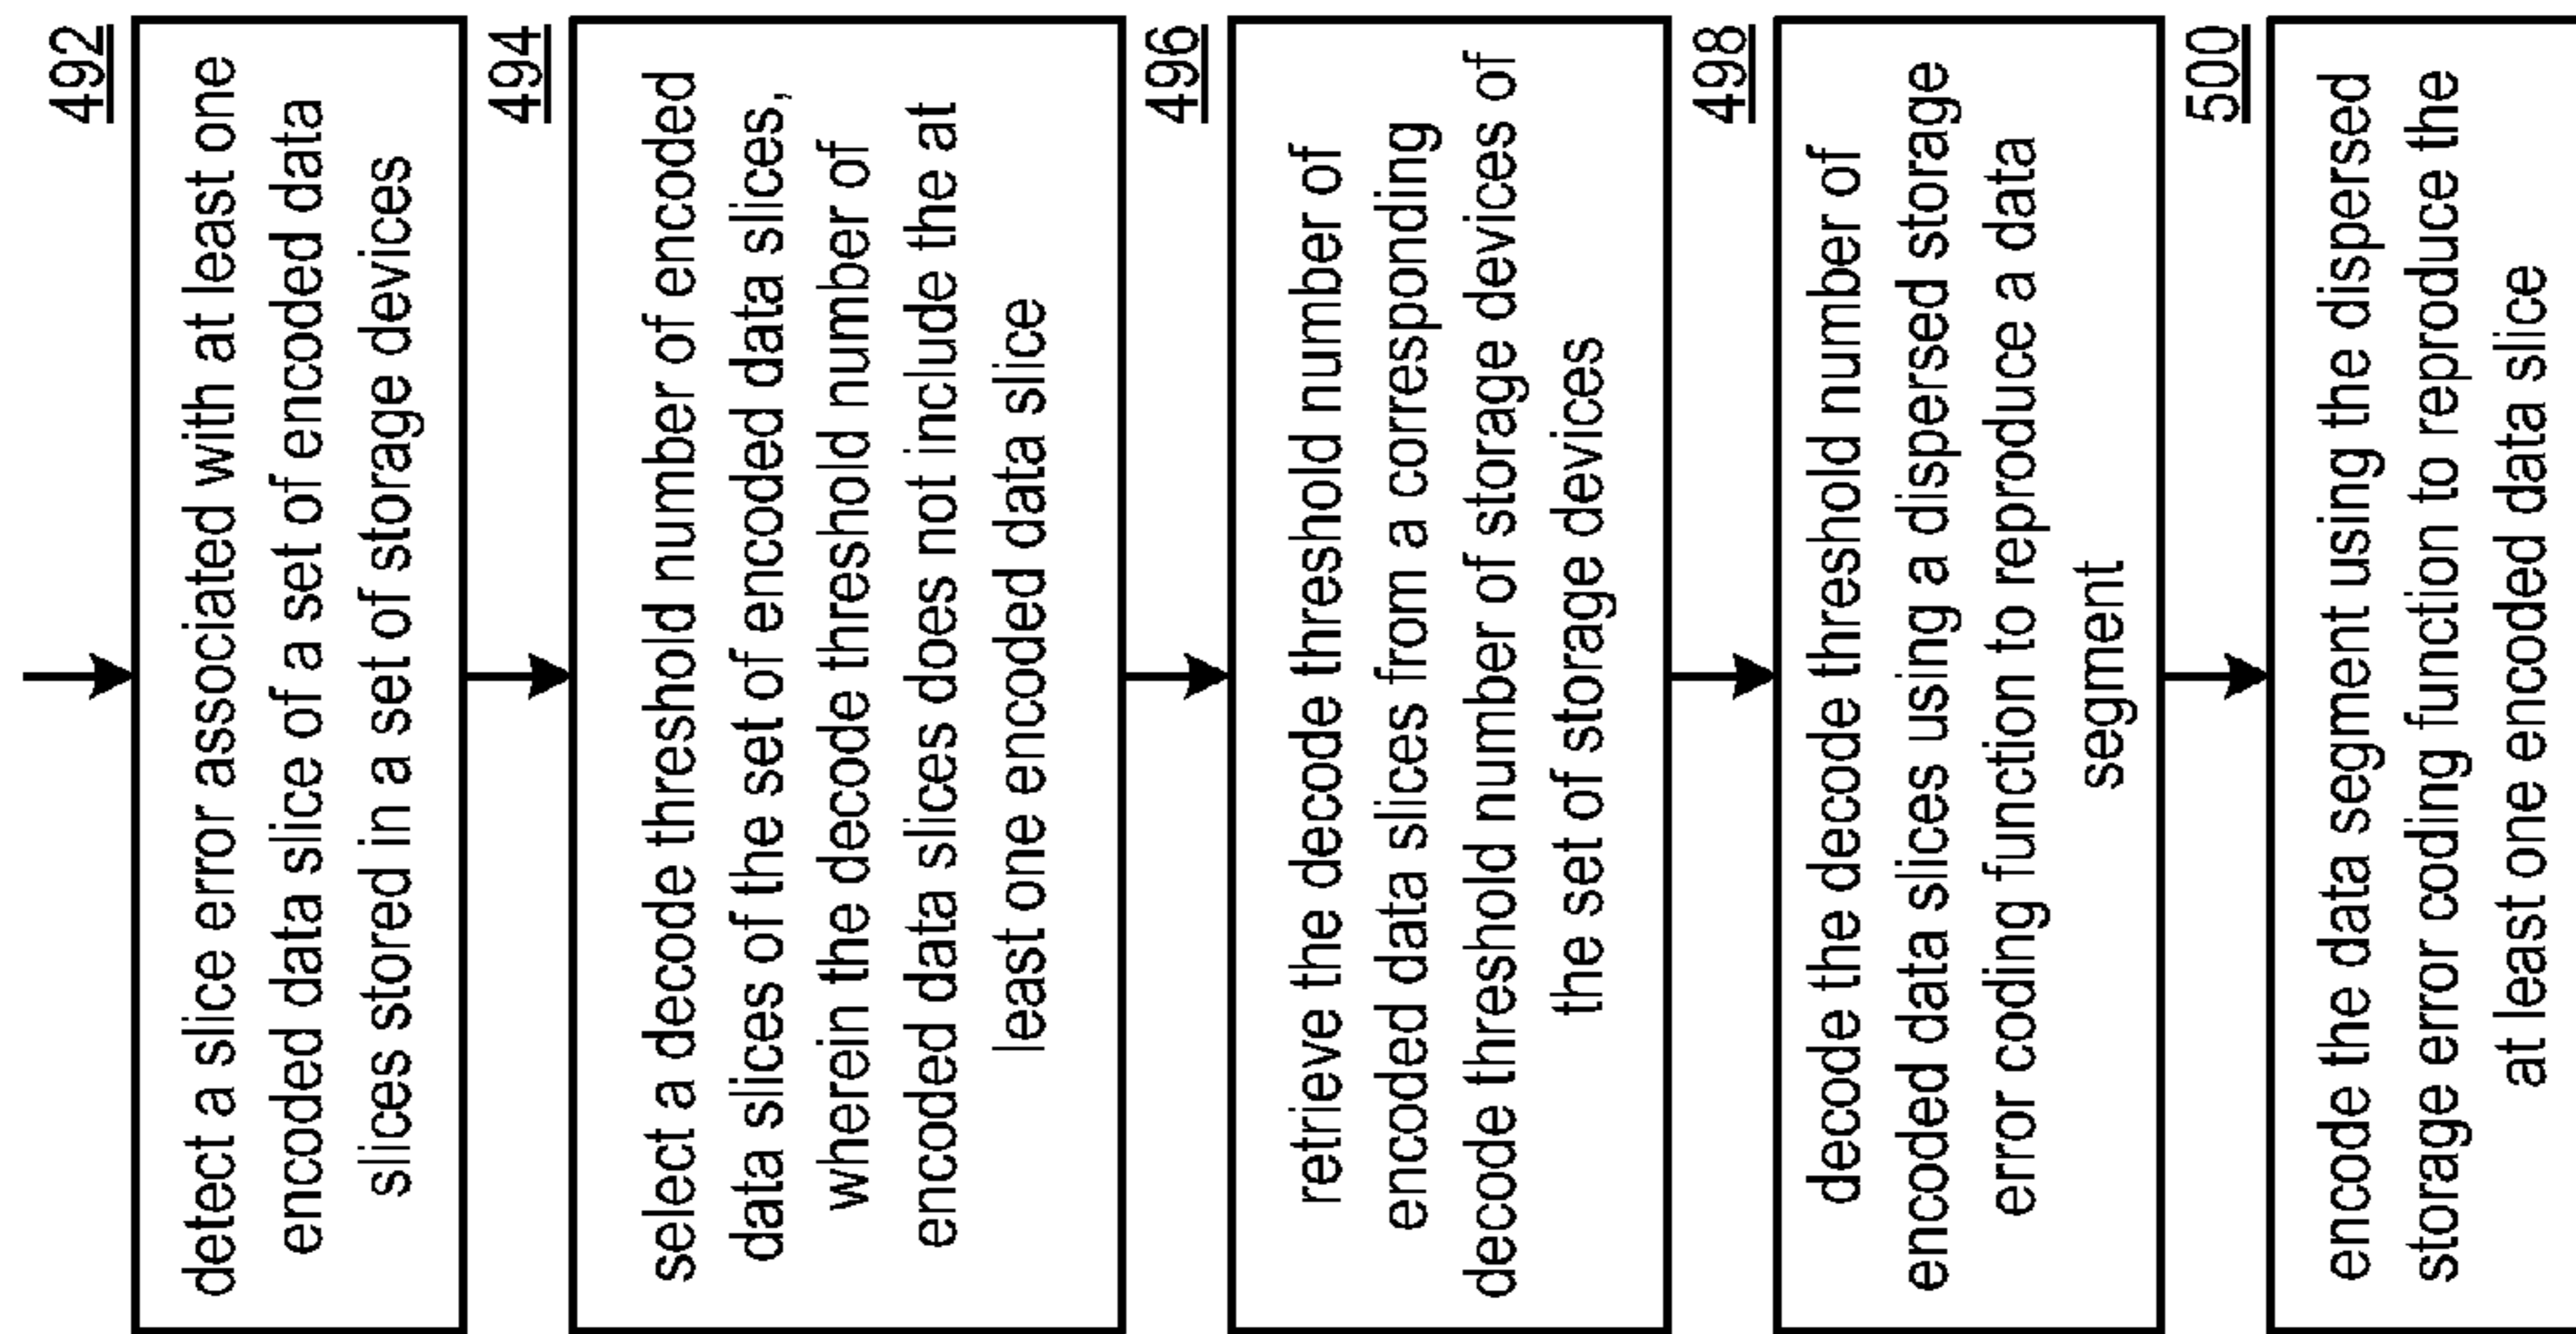 492
detect a slice error associated with at least one
encoded data slice of a set of encoded data
slices stored in a set of storage devices
494
select a decode threshold number of encoded
data slices of the set of encoded data slices,
wherein the decode threshold number of
encoded data slices does not include the at
least one encoded data slice
496
retrieve the decode threshold number of
encoded data slices from a corresponding
decode threshold number of storage devices of
the set of storage devices
498
decode the decode threshold number of
encoded data slices using a dispersed storage
error coding function to reproduce a data
segment
500
encode the data segment using the dispersed
storage error coding function to reproduce the
at least one encoded data slice